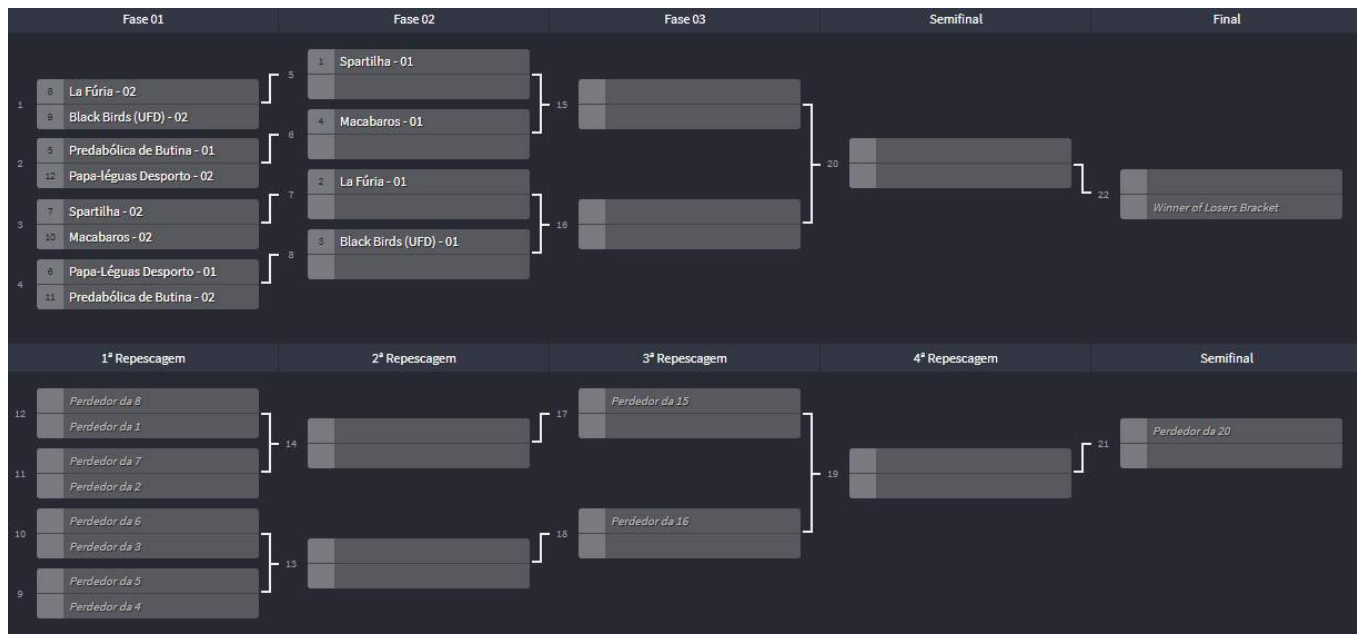 Fase 01 Fase 02 Fase 03 Semifinal Final
1
8 La Fúria - 02
9 Black Birds (UFD) - 02
2
5 Predabólica de Butina - 01
12 Papa-léguas Desporto - 02
3
7 Spartilha - 02
10 Macabaros - 02
4
6 Papa-Léguas Desporto - 01
11 Predabólica de Butina - 02
5
1 Spartilha - 01
6
4 Macabaros - 01
7
2 La Fúria - 01
8
3 Black Birds (UFD) - 01
15
16
20
22
Winner of Losers Bracket
1ª Repescagem 2ª Repescagem 3ª Repescagem 4ª Repescagem Semifinal
12
Perdedor da 8
Perdedor da 1
11
Perdedor da 7
Perdedor da 2
10
Perdedor da 6
Perdedor da 3
9
Perdedor da 5
Perdedor da 4
14
13
17
Perdedor da 15
18
Perdedor da 16
19
21
Perdedor da 20